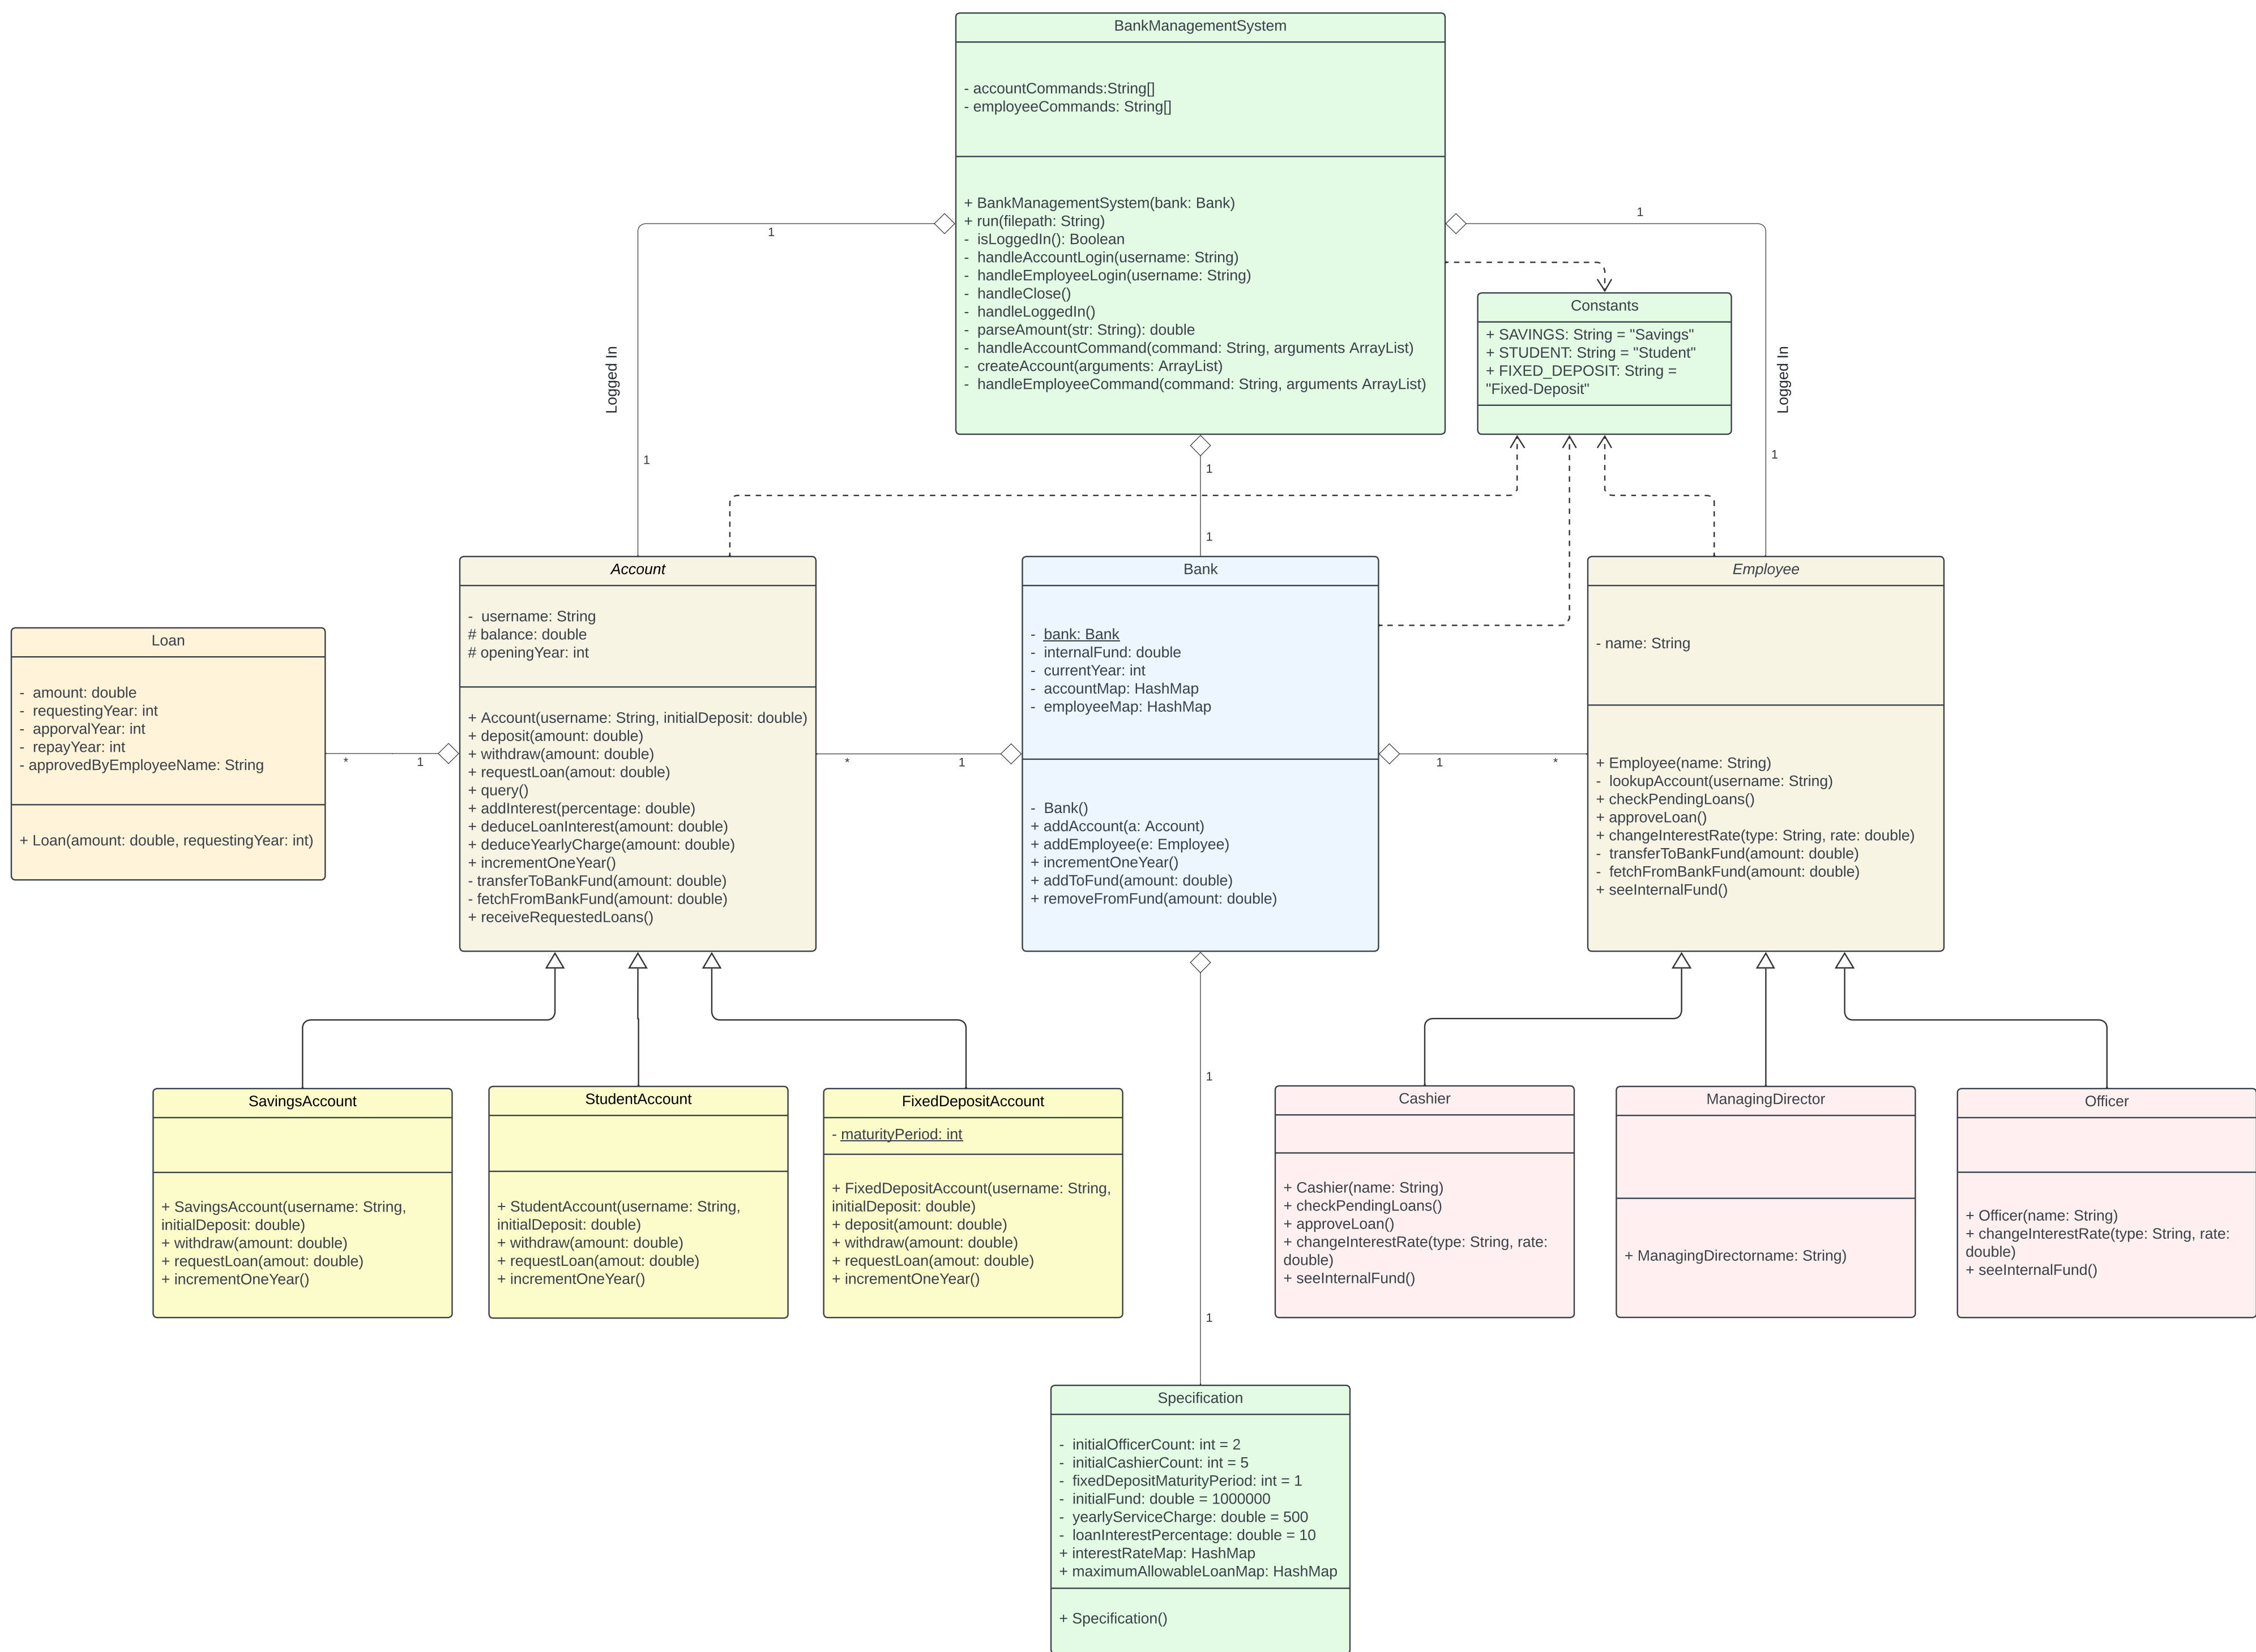 BankManagementSystem
- accountCommands:String[]
- employeeCommands: String[]
+ BankManagementSystem(bank: Bank)
+ run(filepath: String)
-  isLoggedIn(): Boolean
-  handleAccountLogin(username: String)
-  handleEmployeeLogin(username: String)
-  handleClose()
-  handleLoggedIn()
-  parseAmount(str: String): double
-  handleAccountCommand(command: String, arguments ArrayList)
-  createAccount(arguments: ArrayList)
-  handleEmployeeCommand(command: String, arguments ArrayList)
1
Logged In
1
1
Logged In
1
Constants
+ SAVINGS: String = "Savings"
+ STUDENT: String = "Student"
+ FIXED_DEPOSIT: String =
"Fixed-Deposit"
1
1
Loan
-  amount: double
-  requestingYear: int
-  apporvalYear: int
-  repayYear: int
- approvedByEmployeeName: String
+ Loan(amount: double, requestingYear: int)
*
1
Account
-  username: String
# balance: double
# openingYear: int
+ Account(username: String, initialDeposit: double)
+ deposit(amount: double)
+ withdraw(amount: double)
+ requestLoan(amout: double)
+ query()
+ addInterest(percentage: double)
+ deduceLoanInterest(amount: double)
+ deduceYearlyCharge(amount: double)
+ incrementOneYear()
- transferToBankFund(amount: double)
- fetchFromBankFund(amount: double)
+ receiveRequestedLoans()
*
1
Bank
-  bank: Bank
-  internalFund: double
-  currentYear: int
-  accountMap: HashMap
-  employeeMap: HashMap
-  Bank()
+ addAccount(a: Account)
+ addEmployee(e: Employee)
+ incrementOneYear()
+ addToFund(amount: double)
+ removeFromFund(amount: double)
1
*
Employee
- name: String
+ Employee(name: String)
-  lookupAccount(username: String)
+ checkPendingLoans()
+ approveLoan()
+ changeInterestRate(type: String, rate: double)
-  transferToBankFund(amount: double)
-  fetchFromBankFund(amount: double)
+ seeInternalFund()
SavingsAccount
+ SavingsAccount(username: String,
initialDeposit: double)
+ withdraw(amount: double)
+ requestLoan(amout: double)
+ incrementOneYear()
StudentAccount
+ StudentAccount(username: String,
initialDeposit: double)
+ withdraw(amount: double)
+ requestLoan(amout: double)
+ incrementOneYear()
FixedDepositAccount
- maturityPeriod: int
+ FixedDepositAccount(username: String,
initialDeposit: double)
+ deposit(amount: double)
+ withdraw(amount: double)
+ requestLoan(amout: double)
+ incrementOneYear()
1
1
Cashier
+ Cashier(name: String)
+ checkPendingLoans()
+ approveLoan()
+ changeInterestRate(type: String, rate:
double)
+ seeInternalFund()
ManagingDirector
+ ManagingDirectorname: String)
Officer
+ Officer(name: String)
+ changeInterestRate(type: String, rate:
double)
+ seeInternalFund()
Specification
-  initialOfficerCount: int = 2
-  initialCashierCount: int = 5
-  fixedDepositMaturityPeriod: int = 1
-  initialFund: double = 1000000
-  yearlyServiceCharge: double = 500
-  loanInterestPercentage: double = 10
+ interestRateMap: HashMap
+ maximumAllowableLoanMap: HashMap
+ Specification()